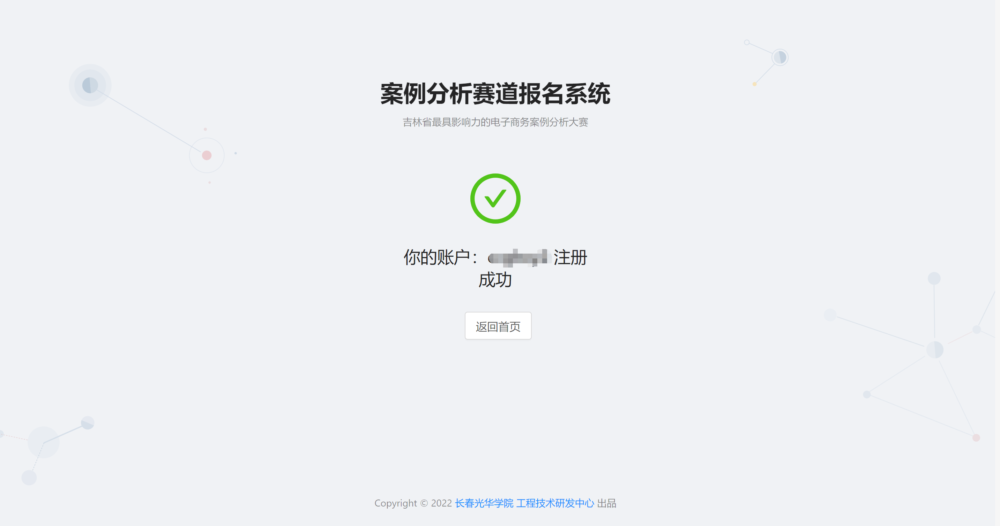 案例分析赛道报名系统
吉林省最具影响力的电子商务案例分析大赛
你的账户： 注册
成功
返回首页
Copyright © 2022 长春光华学院 工程技术研发中心 出品